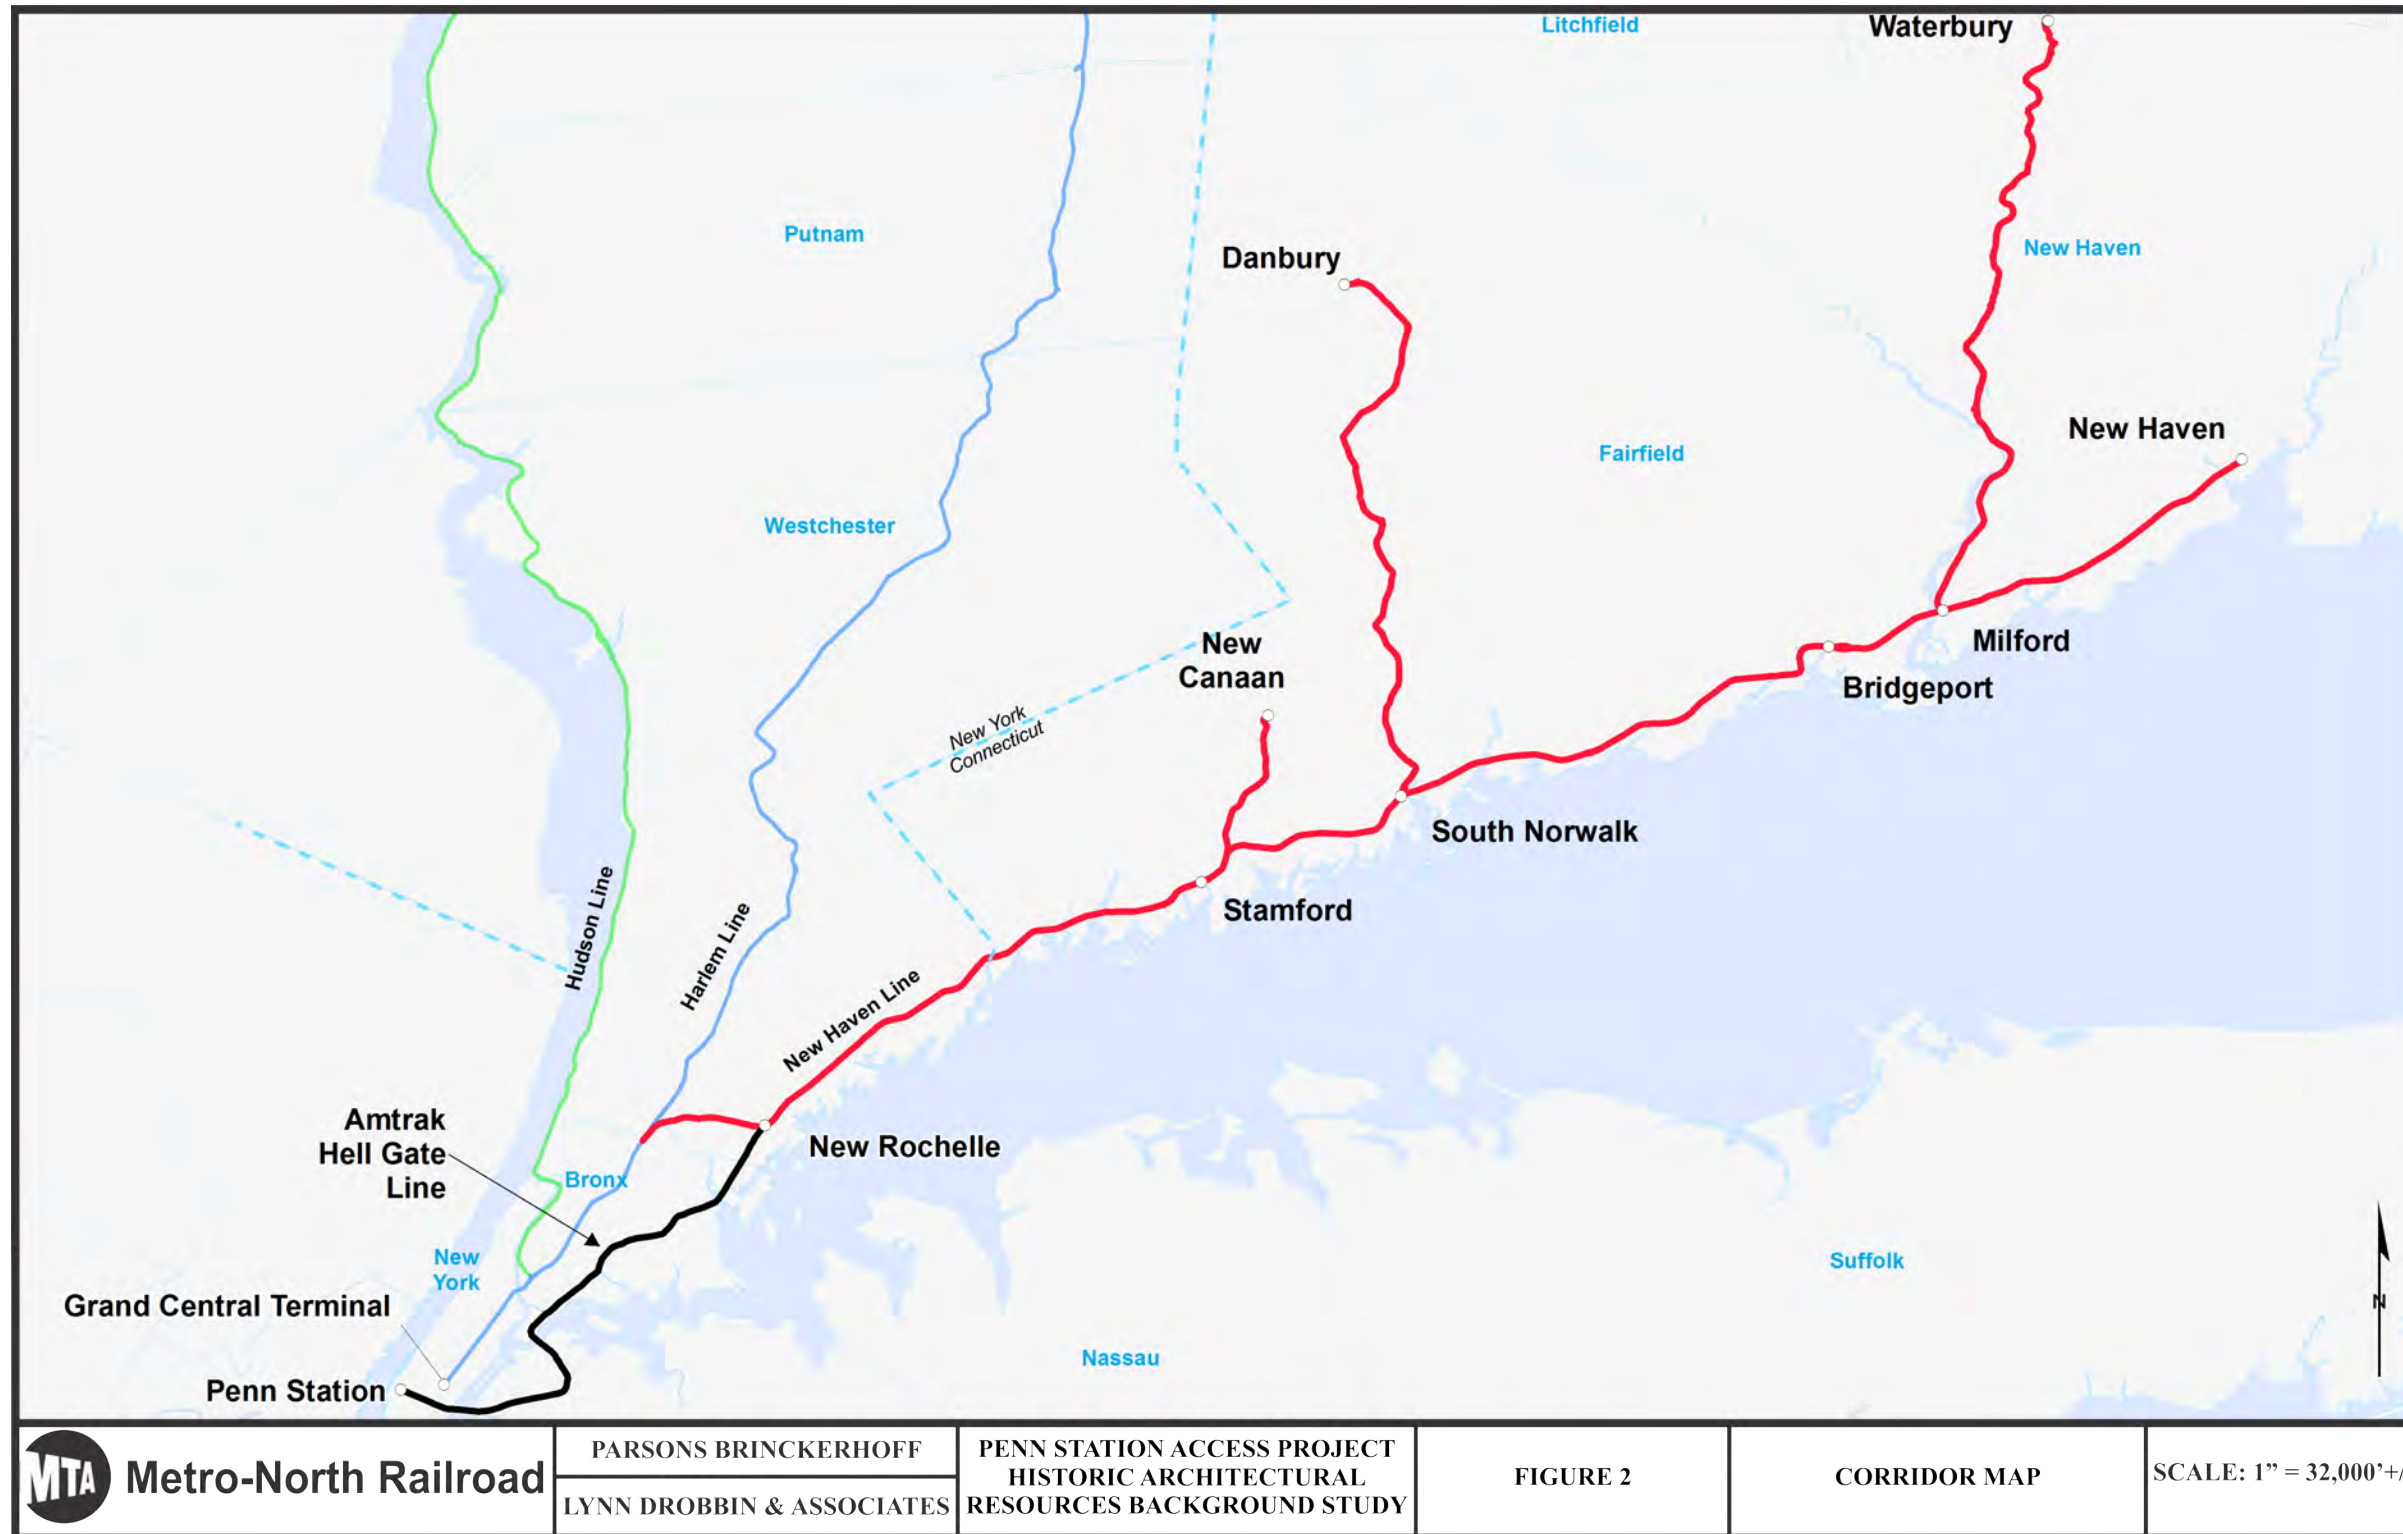 Litchfield
Waterbury
Putnam
Danbury
New Haven
New Haven
Fairfield
Westchester
New
Canaan
Milford
Bridgeport
New York
Connecticut
South Norwalk
Stamford
Hudson Line
Harlem Line
New Haven Line
Amtrak
Hell Gate
Line
New Rochelle
Bronx
New
York
Suffolk
Grand Central Terminal
N
Nassau
Penn Station
MTA
Metro-North Railroad
PARSONS BRINCKERHOFF
LYNN DROBBIN & ASSOCIATES
PENN STATION ACCESS PROJECT
HISTORIC ARCHITECTURAL
RESOURCES BACKGROUND STUDY
FIGURE 2
CORRIDOR MAP
SCALE: 1” = 32,000’+/